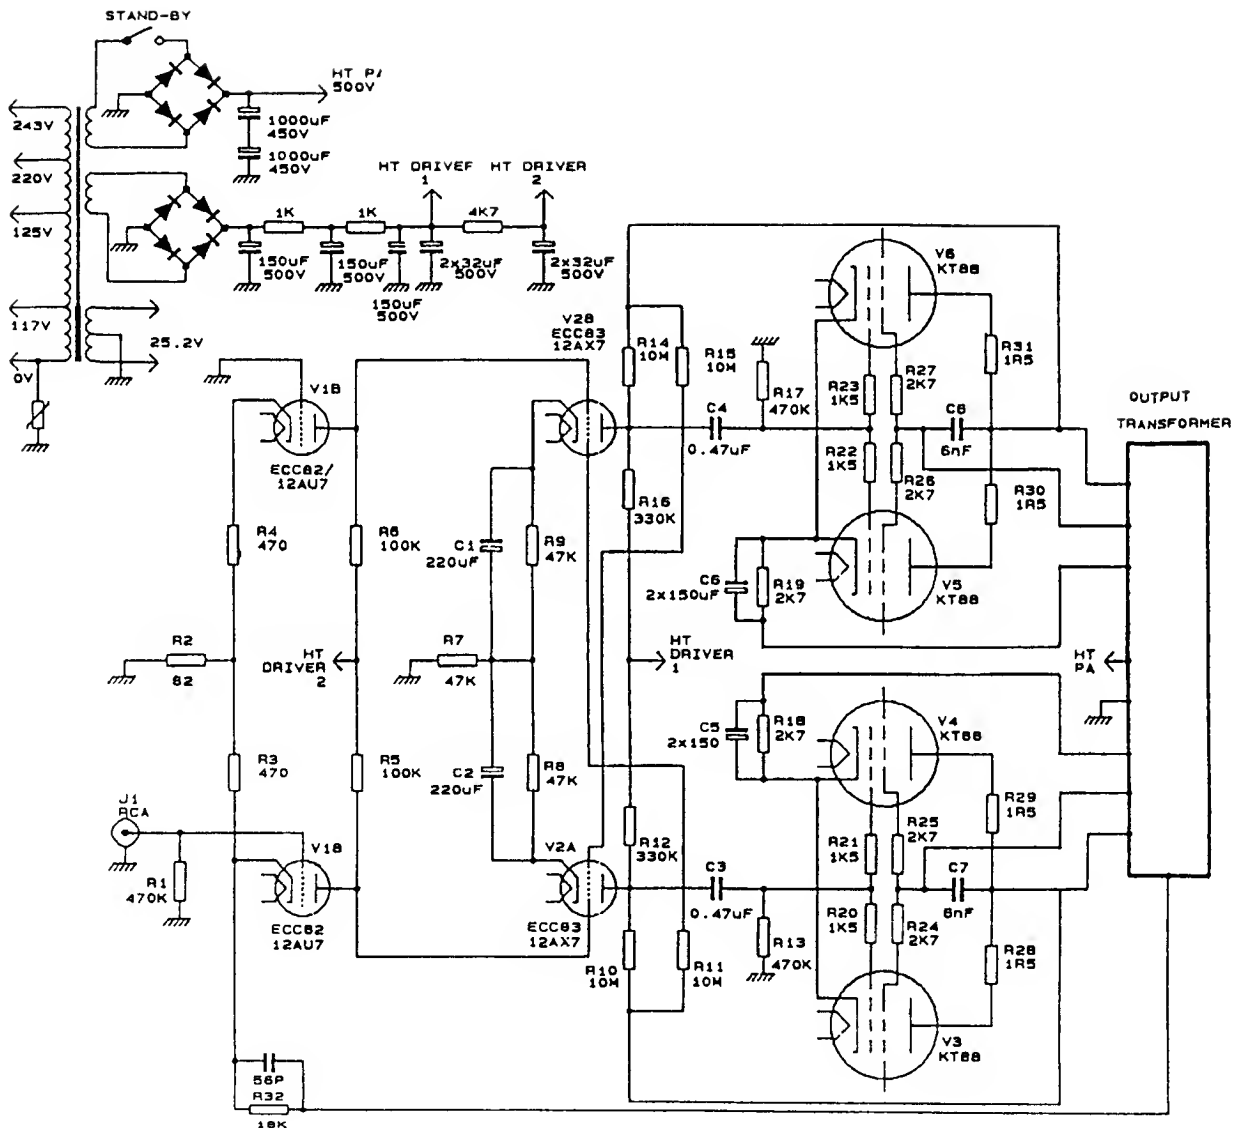 STAND-BY
HT P/
500V
1000uF
450V
1000uF
450V
243V
220V
125V
117V
0V
25.2V
HT DRIVEF
1
HT DRIVER
2
1K
1K
4K7
150uF
500V
150uF
500V
150uF
500V
2x32uF
500V
2x32uF
500V
V1B
ECC82/
12AU7
V2B
ECC83
12AX7
R14
10M
R15
10M
R17
470K
C4
0.47uF
R16
330K
V6
KT88
R31
1R5
R27
2K7
R23
1K5
R22
1K5
R26
2K7
C8
6nF
R30
1R5
V5
KT88
C6
2x150uF
R19
2K7
OUTPUT
TRANSFORMER
R4
470
R6
100K
C1
220uF
R9
47K
R2
82
HT
DRIVER
2
R7
47K
HT
DRIVER
1
HT
PA
R3
470
R5
100K
C2
220uF
R8
47K
C5
2x150
R18
2K7
V4
KT88
R29
1R5
R25
2K7
R21
1K5
R20
1K5
R24
2K7
C7
6nF
R28
1R5
V3
KT88
J1
RCA
R1
470K
V1B
ECC82
12AU7
V2A
ECC83
12AX7
R12
330K
C3
0.47uF
R13
470K
R10
10M
R11
10M
56P
R32
18K